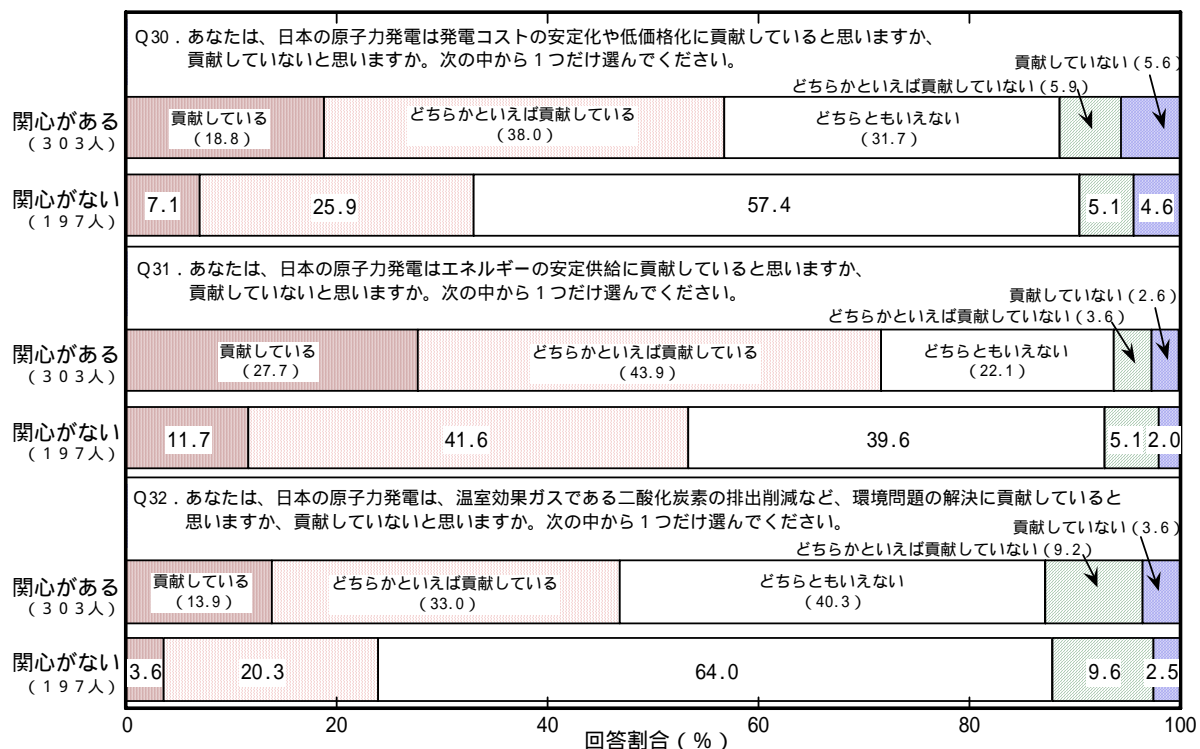 Q30．あなたは、日本の原子力発電は発電コストの安定化や低価格化に貢献していると思いますか、
貢献していないと思いますか。次の中から１つだけ選んでください。
貢献していない（5.6）
どちらかといえば貢献していない（5.9）
関心がある
（303人）
貢献している
（18.8）
どちらかといえば貢献している
（38.0）
どちらともいえない
（31.7）
関心がない
（197人）
7.1
25.9
57.4
5.1
4.6
Q31．あなたは、日本の原子力発電はエネルギーの安定供給に貢献していると思いますか、
貢献していないと思いますか。次の中から１つだけ選んでください。
貢献していない（2.6）
どちらかといえば貢献していない（3.6）
関心がある
（303人）
貢献している
（27.7）
どちらかといえば貢献している
（43.9）
どちらともいえない
（22.1）
関心がない
（197人）
11.7
41.6
39.6
5.1
2.0
Q32．あなたは、日本の原子力発電は、温室効果ガスである二酸化炭素の排出削減など、環境問題の解決に貢献していると
思いますか、貢献していないと思いますか。次の中から１つだけ選んでください。
貢献していない（3.6）
どちらかといえば貢献していない（9.2）
関心がある
（303人）
貢献している
（13.9）
どちらかといえば貢献している
（33.0）
どちらともいえない
（40.3）
関心がない
（197人）
3.6
20.3
64.0
9.6
2.5
0
20
40
60
80
100
回答割合（％）